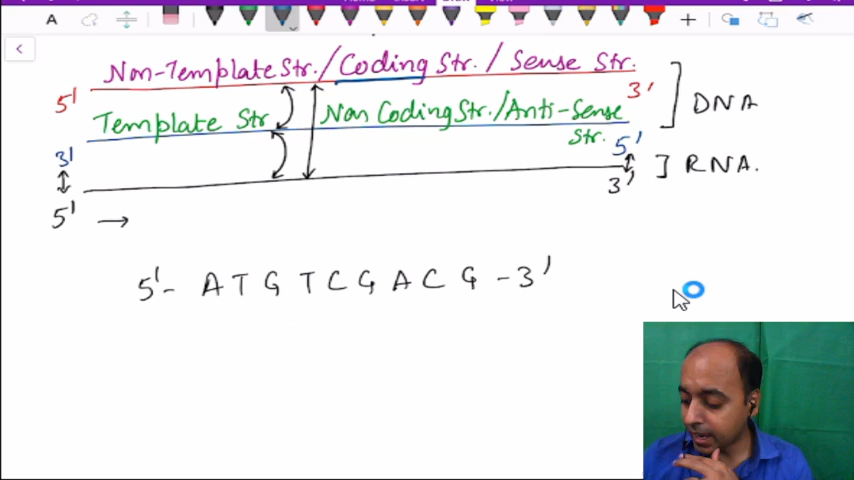 Non-Template Str./Coding Str./Sense Str.
5' 3'
Template Str Non Coding Str./Anti-Sense Str.
DNA
3' 5'
RNA.
5' → 3'
5'- A T G T C G A C G -3'